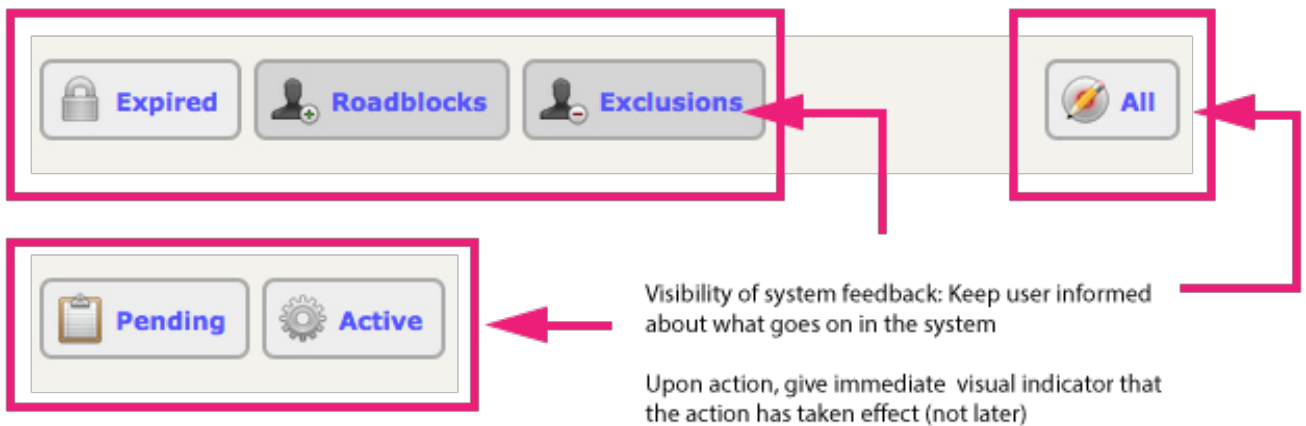 Expired
Roadblocks
Exclusions
All
Pending
Active
Visibility of system feedback: Keep user informed
about what goes on in the system
Upon action, give immediate visual indicator that
the action has taken effect (not later)